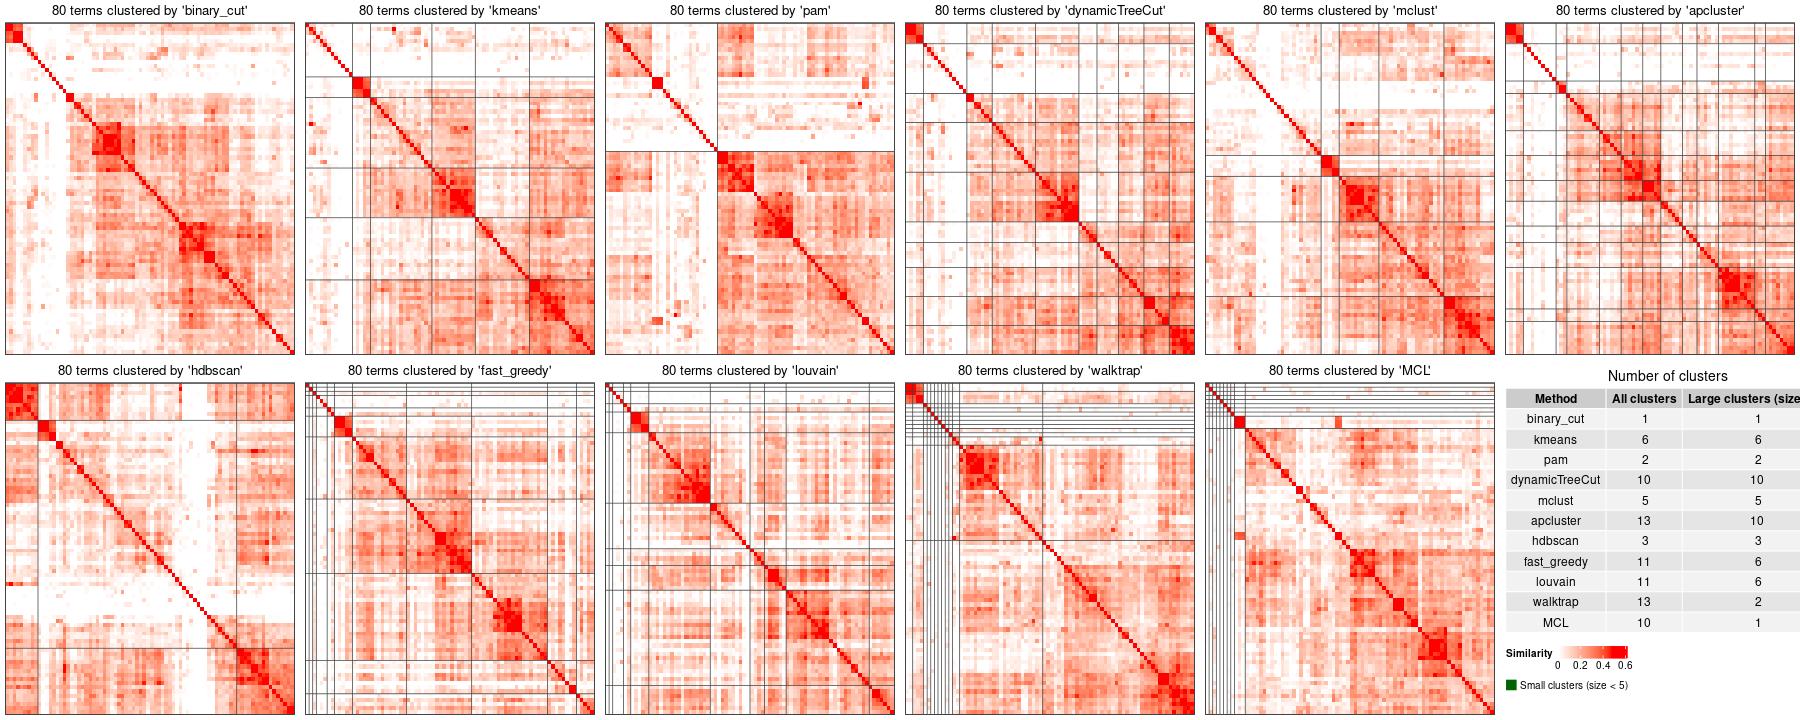 80 terms clustered by 'binary_cut'
80 terms clustered by 'kmeans'
80 terms clustered by 'pam'
80 terms clustered by 'dynamicTreeCut'
80 terms clustered by 'mclust'
80 terms clustered by 'apcluster'
80 terms clustered by 'hdbscan'
80 terms clustered by 'fast_greedy'
80 terms clustered by 'louvain'
80 terms clustered by 'walktrap'
80 terms clustered by 'MCL'
Number of clusters
Method All clusters Large clusters (size
binary_cut 1 1
kmeans 6 6
pam 2 2
dynamicTreeCut 10 10
mclust 5 5
apcluster 13 10
hdbscan 3 3
fast_greedy 11 6
louvain 11 6
walktrap 13 2
MCL 10 1
Similarity
0 0.2 0.4 0.6
Small clusters (size < 5)